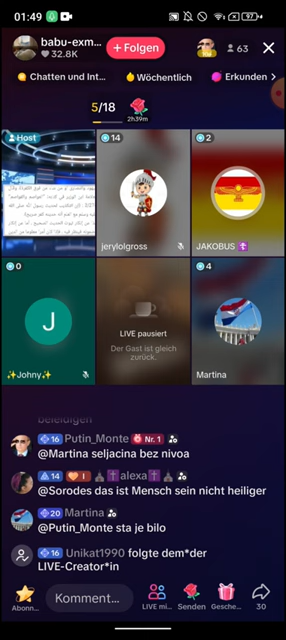 01:49
97
babu-exm...
32.8K
+ Folgen
63
Chatten und Int...
Wöchentlich
Erkunden >
5/18
2h39m
Host
14
2
jerylolgross
JAKOBUS
0
4
J
LIVE pausiert
Der Gast ist gleich
zurück.
✨Johny✨
Martina
beleidigen
16 Putin_Monte Nr. 1
@Martina seljacina bez nivoa
14 I alexa
@Sorodes das ist Mensch sein nicht heiliger
20 Martina
@Putin_Monte sta je bilo
16 Unikat1990 folgte dem*der
LIVE-Creator*in
Kommen...
Abonn...
LIVE mi...
Senden
Gesche...
30